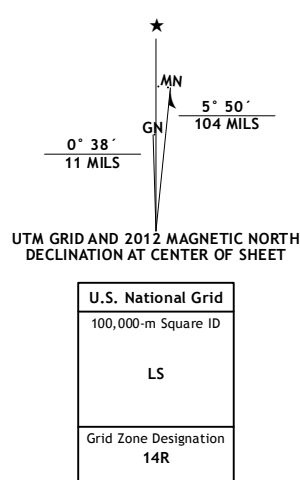 MN
GN
5° 50´
104 MILS
0° 38´
11 MILS
UTM GRID AND 2012 MAGNETIC NORTH
DECLINATION AT CENTER OF SHEET
U.S. National Grid
100,000-m Square ID
LS
Grid Zone Designation
14R